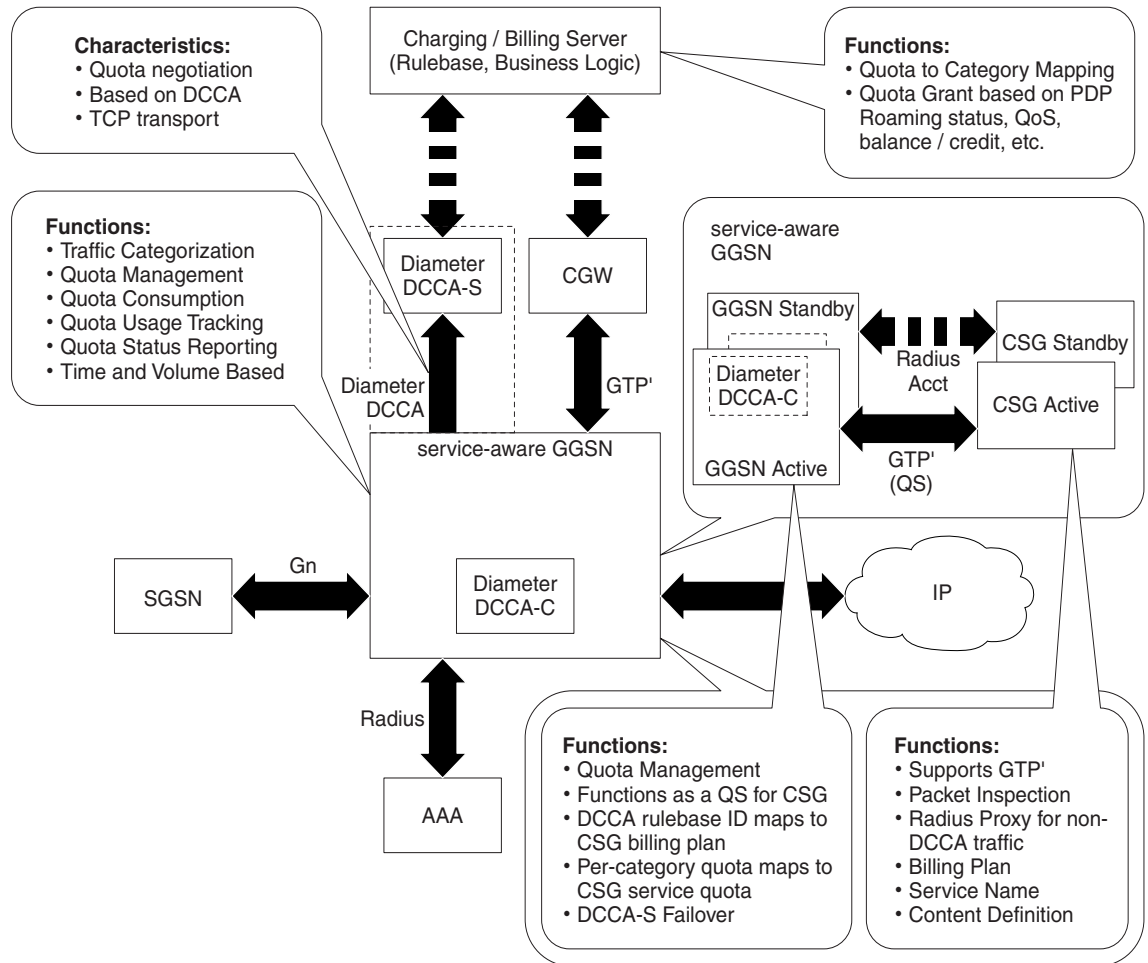 Characteristics:
• Quota negotiation
• Based on DCCA
• TCP transport
Charging / Billing Server
(Rulebase, Business Logic)
Functions:
• Quota to Category Mapping
• Quota Grant based on PDP
Roaming status, QoS,
balance / credit, etc.
Functions:
• Traffic Categorization
• Quota Management
• Quota Consumption
• Quota Usage Tracking
• Quota Status Reporting
• Time and Volume Based
Diameter
DCCA-S
CGW
Diameter
DCCA
GTP'
service-aware
GGSN
GGSN Standby
Radius
Acct
CSG Standby
Diameter
DCCA-C
CSG Active
GGSN Active
GTP'
(QS)
service-aware GGSN
SGSN
Gn
Diameter
DCCA-C
IP
Radius
AAA
Functions:
• Quota Management
• Functions as a QS for CSG
• DCCA rulebase ID maps to
CSG billing plan
• Per-category quota maps to
CSG service quota
• DCCA-S Failover
Functions:
• Supports GTP'
• Packet Inspection
• Radius Proxy for non-
DCCA traffic
• Billing Plan
• Service Name
• Content Definition